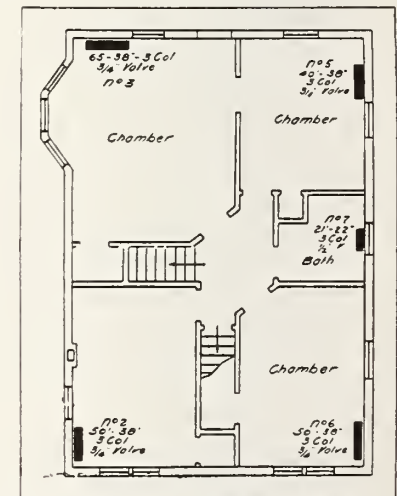 65-38"-3 Col
3/4" Valve
No 3
Chamber
No 5
40'-38"
3 Col
3/4" Valve
Chamber
No 7
21'-22"
3 Col
1/2" V
Bath
Chamber
No 2
50'-38"
3 Col
3/4" Valve
No 6
50'-38"
3 Col
3/4" Valve